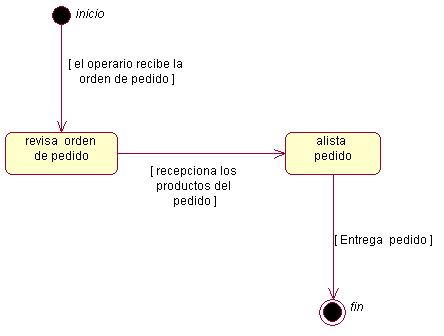 inicio
[ el operario recibe la
orden de pedido ]
revisa orden
de pedido
alista
pedido
[ recepciona los
productos del
pedido ]
[ Entrega pedido ]
fin